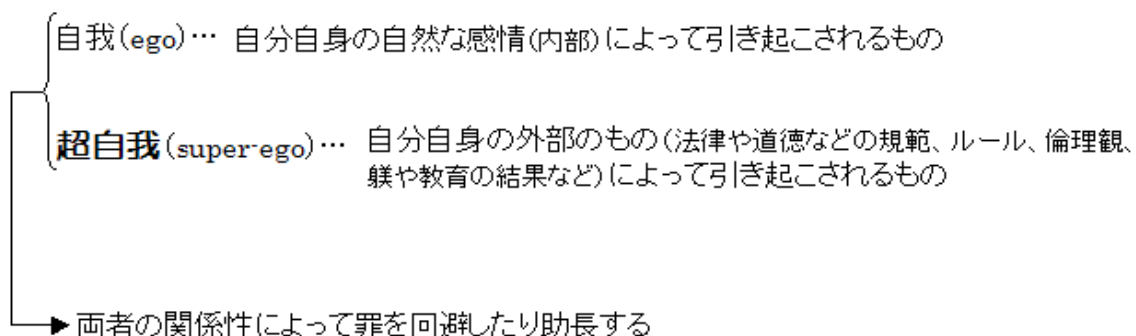 自我(ego)… 自分自身の自然な感情(内部)によって引き起こされるもの
超自我(super-ego)… 自分自身の外部のもの(法律や道徳などの規範、ルール、倫理観、
躾や教育の結果など)によって引き起こされるもの
両者の関係性によって罪を回避したり助長する